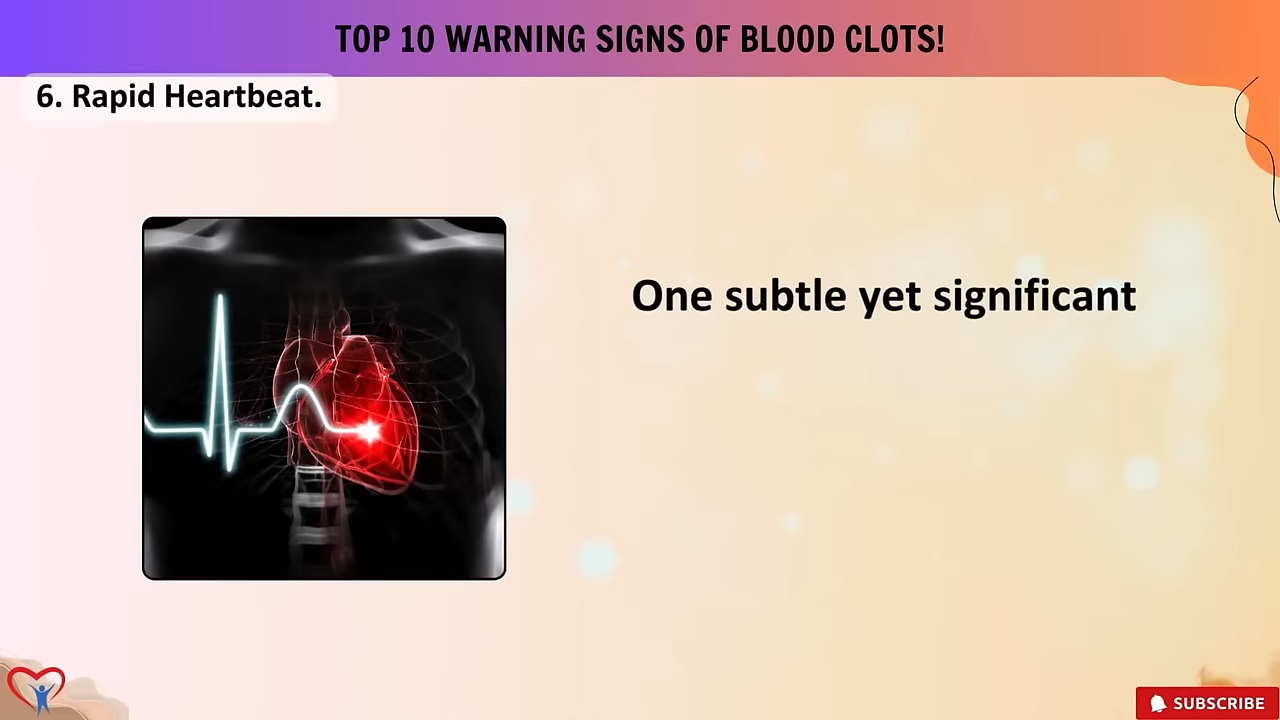 TOP 10 WARNING SIGNS OF BLOOD CLOTS!
6. Rapid Heartbeat.
One subtle yet significant
SUBSCRIBE